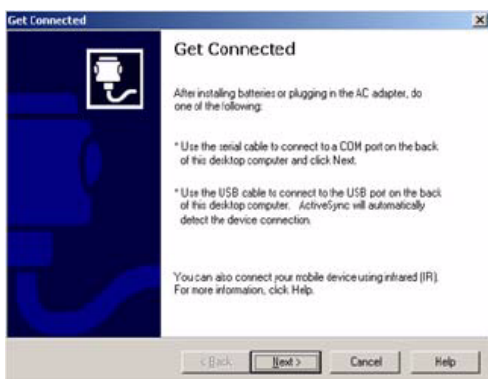 Get Connected
Get Connected
After installing batteries or plugging in the AC adapter, do
one of the following:
* Use the serial cable to connect to a COM port on the back
of this desktop computer and click Next.
* Use the USB cable to connect to the USB port on the back
of this desktop computer. ActiveSync will automatically
detect the device connection.
You can also connect your mobile device using infrared (IR).
For more information, click Help.
< Back Next > Cancel Help